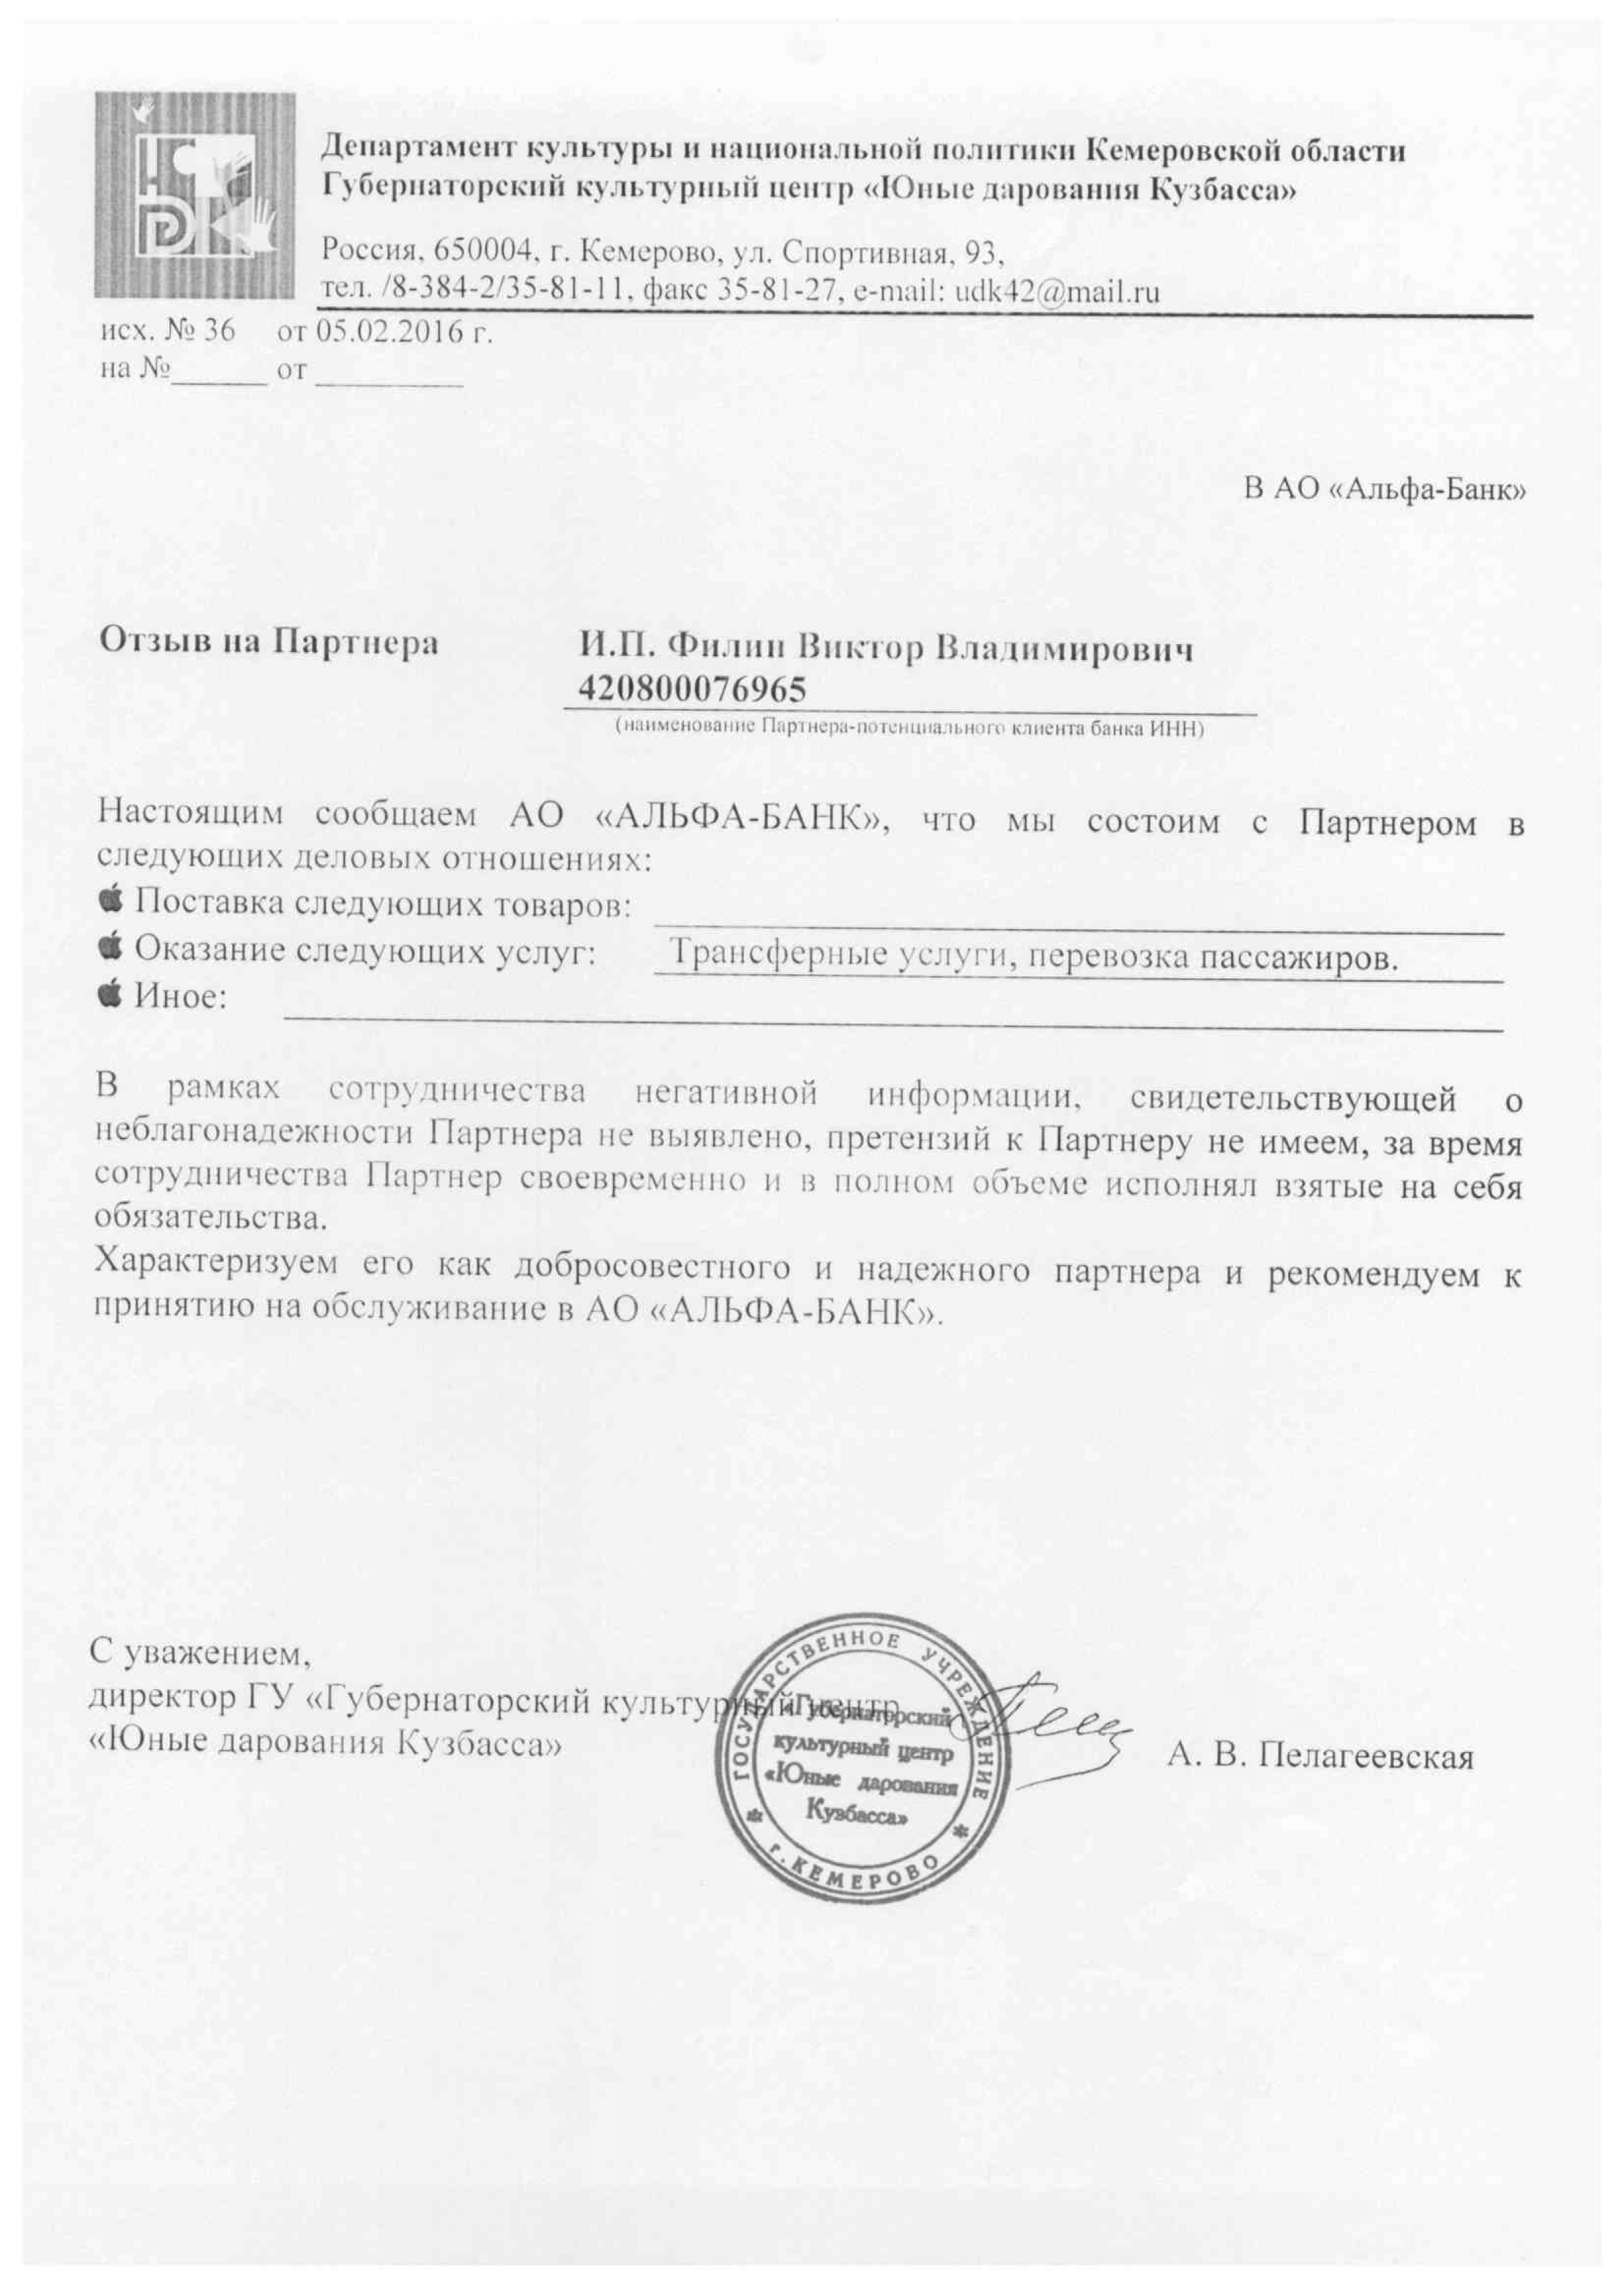 Департамент культуры и национальной политики Кемеровской области
Губернаторский культурный центр «Юные дарования Кузбасса»
Россия, 650004, г. Кемерово, ул. Спортивная, 93,
тел. /8-384-2/35-81-11, факс 35-81-27, e-mail: udk42@mail.ru
исх. № 36 от 05.02.2016 г.
на №______ от _________
В АО «Альфа-Банк»
Отзыв на Партнера
И.П. Филин Виктор Владимирович
420800076965
(наименование Партнера-потенциального клиента банка ИНН)
Настоящим сообщаем АО «АЛЬФА-БАНК», что мы состоим с Партнером в
следующих деловых отношениях:
Поставка следующих товаров:
Оказание следующих услуг: Трансферные услуги, перевозка пассажиров.
Иное:
В рамках сотрудничества негативной информации, свидетельствующей о
неблагонадежности Партнера не выявлено, претензий к Партнеру не имеем, за время
сотрудничества Партнер своевременно и в полном объеме исполнял взятые на себя
обязательства.
Характеризуем его как добросовестного и надежного партнера и рекомендуем к
принятию на обслуживание в АО «АЛЬФА-БАНК».
С уважением,
директор ГУ «Губернаторский культурный центр
«Юные дарования Кузбасса»
А. В. Пелагеевская
ГОСУДАРСТВЕННОЕ УЧРЕЖДЕНИЕ
«Губернаторский
культурный центр
«Юные дарования
Кузбасса»
г. КЕМЕРОВО